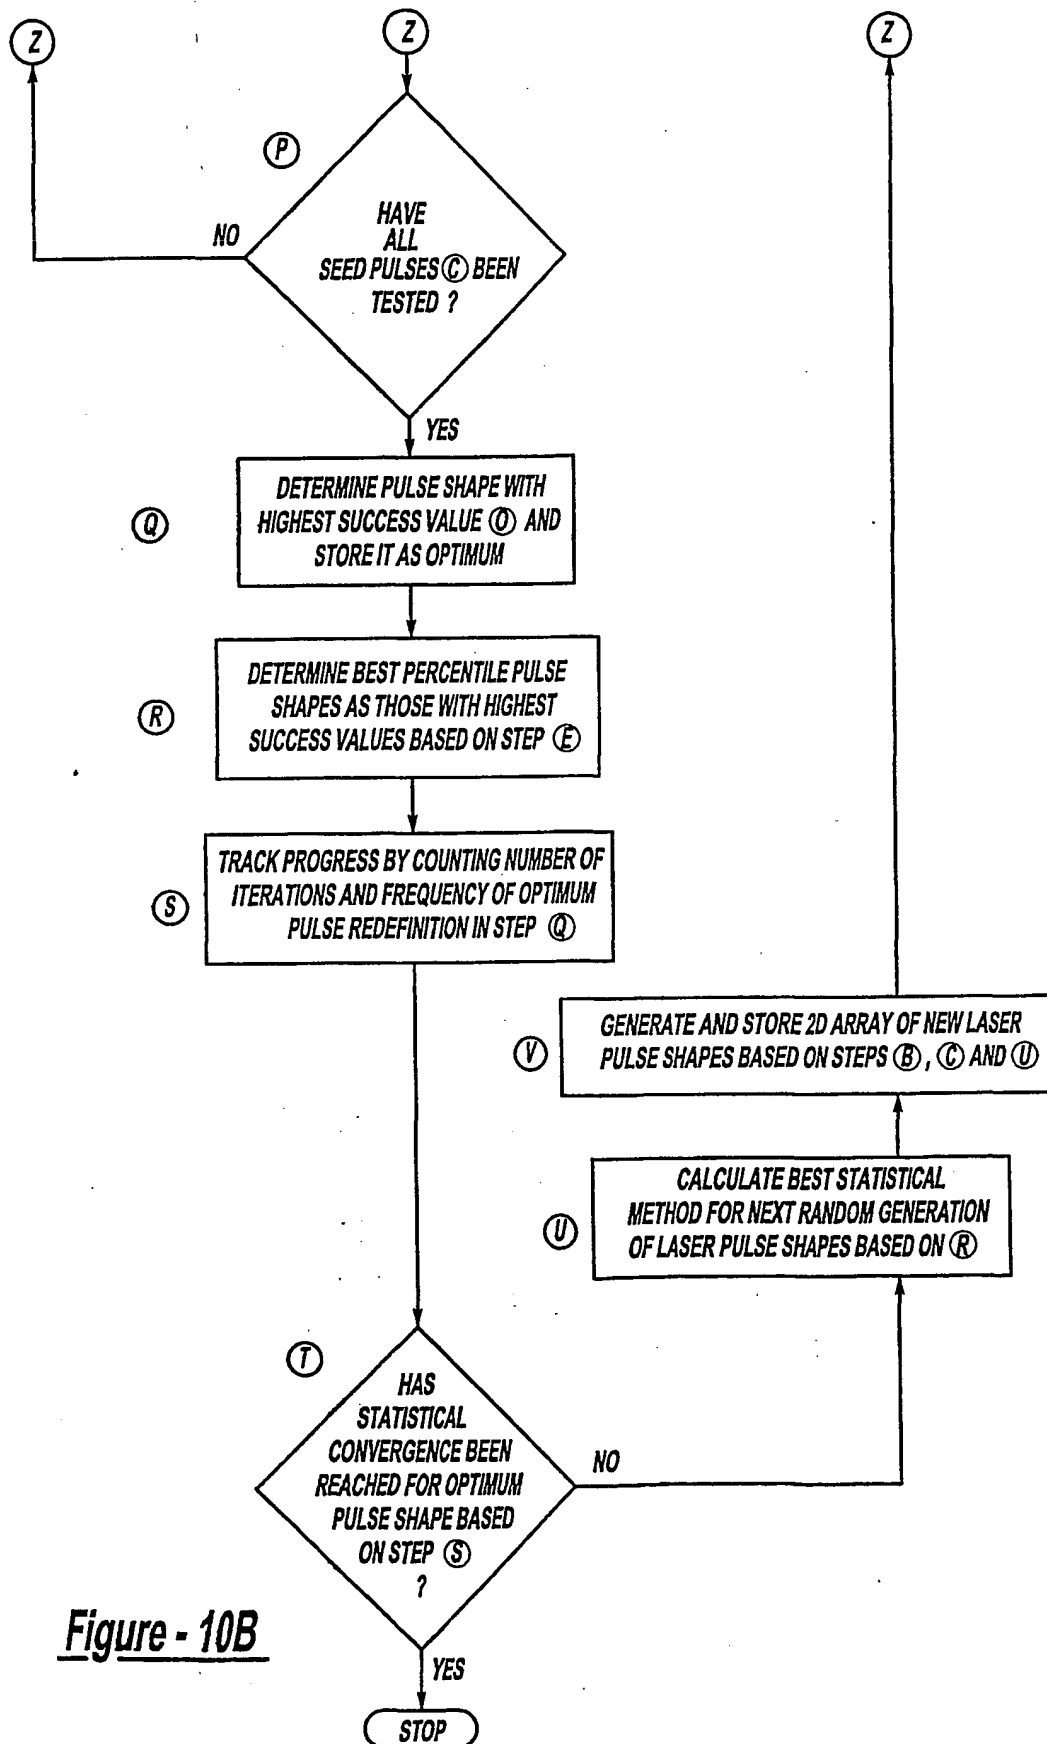 Z
Z
Z
P
HAVE
ALL
SEED PULSES C BEEN
TESTED ?
NO
YES
Q
DETERMINE PULSE SHAPE WITH
HIGHEST SUCCESS VALUE O AND
STORE IT AS OPTIMUM
R
DETERMINE BEST PERCENTILE PULSE
SHAPES AS THOSE WITH HIGHEST
SUCCESS VALUES BASED ON STEP E
S
TRACK PROGRESS BY COUNTING NUMBER OF
ITERATIONS AND FREQUENCY OF OPTIMUM
PULSE REDEFINITION IN STEP Q
V
GENERATE AND STORE 2D ARRAY OF NEW LASER
PULSE SHAPES BASED ON STEPS B, C AND U
U
CALCULATE BEST STATISTICAL
METHOD FOR NEXT RANDOM GENERATION
OF LASER PULSE SHAPES BASED ON R
T
HAS
STATISTICAL
CONVERGENCE BEEN
REACHED FOR OPTIMUM
PULSE SHAPE BASED
ON STEP S
?
NO
YES
STOP
Figure - 10B